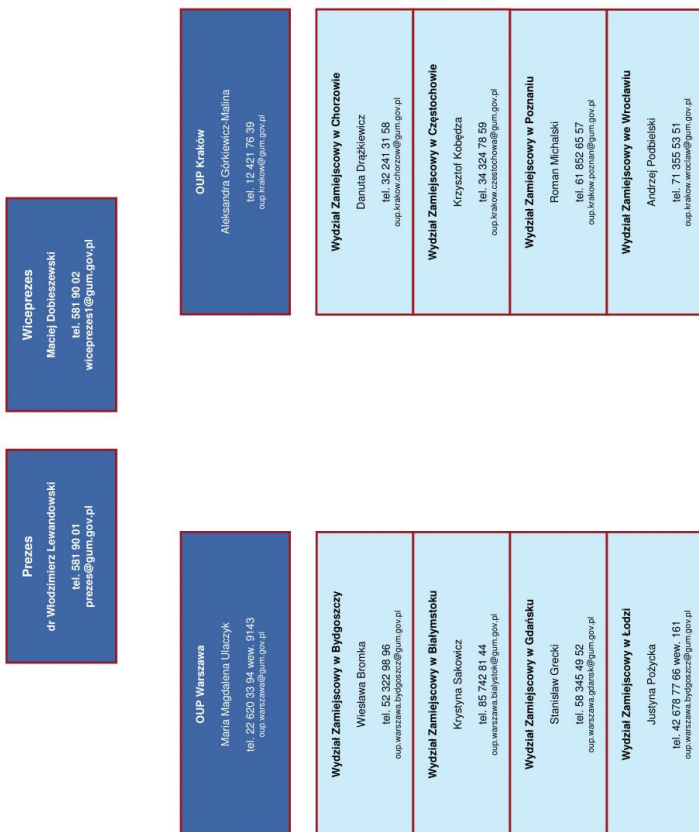 Prezes
dr Włodzimierz Lewandowski
tel. 581 90 01
prezes@gum.gov.pl
Wiceprezes
Maciej Dobieszewski
tel. 581 90 02
wiceprezes1@gum.gov.pl
OUP Warszawa
Maria Magdalena Ulaczyk
tel. 22 620 33 94 wew. 9143
oup.warszawa@gum.gov.pl
OUP Kraków
Aleksandra Górkiewicz-Malina
tel. 12 421 76 39
oup.krakow@gum.gov.pl
Wydział Zamiejscowy w Bydgoszczy
Wiesława Bromka
tel. 52 322 98 96
oup.warszawa.bydgoszcz@gum.gov.pl
Wydział Zamiejscowy w Białymstoku
Krystyna Sakowicz
tel. 85 742 81 44
oup.warszawa.bialystok@gum.gov.pl
Wydział Zamiejscowy w Gdańsku
Stanisław Grecki
tel. 58 345 49 52
oup.warszawa.gdansk@gum.gov.pl
Wydział Zamiejscowy w Łodzi
Justyna Pożycka
tel. 42 678 77 66 wew. 161
oup.warszawa.bydgoszcz@gum.gov.pl
Wydział Zamiejscowy w Chorzowie
Danuta Drążkiewicz
tel. 32 241 31 58
oup.krakow.chorzow@gum.gov.pl
Wydział Zamiejscowy w Częstochowie
Krzysztof Kobędza
tel. 34 324 78 59
oup.krakow.czestochowa@gum.gov.pl
Wydział Zamiejscowy w Poznaniu
Roman Michalski
tel. 61 852 65 57
oup.krakow.poznan@gum.gov.pl
Wydział Zamiejscowy we Wrocławiu
Andrzej Podbielski
tel. 71 355 53 51
oup.krakow.wroclaw@gum.gov.pl